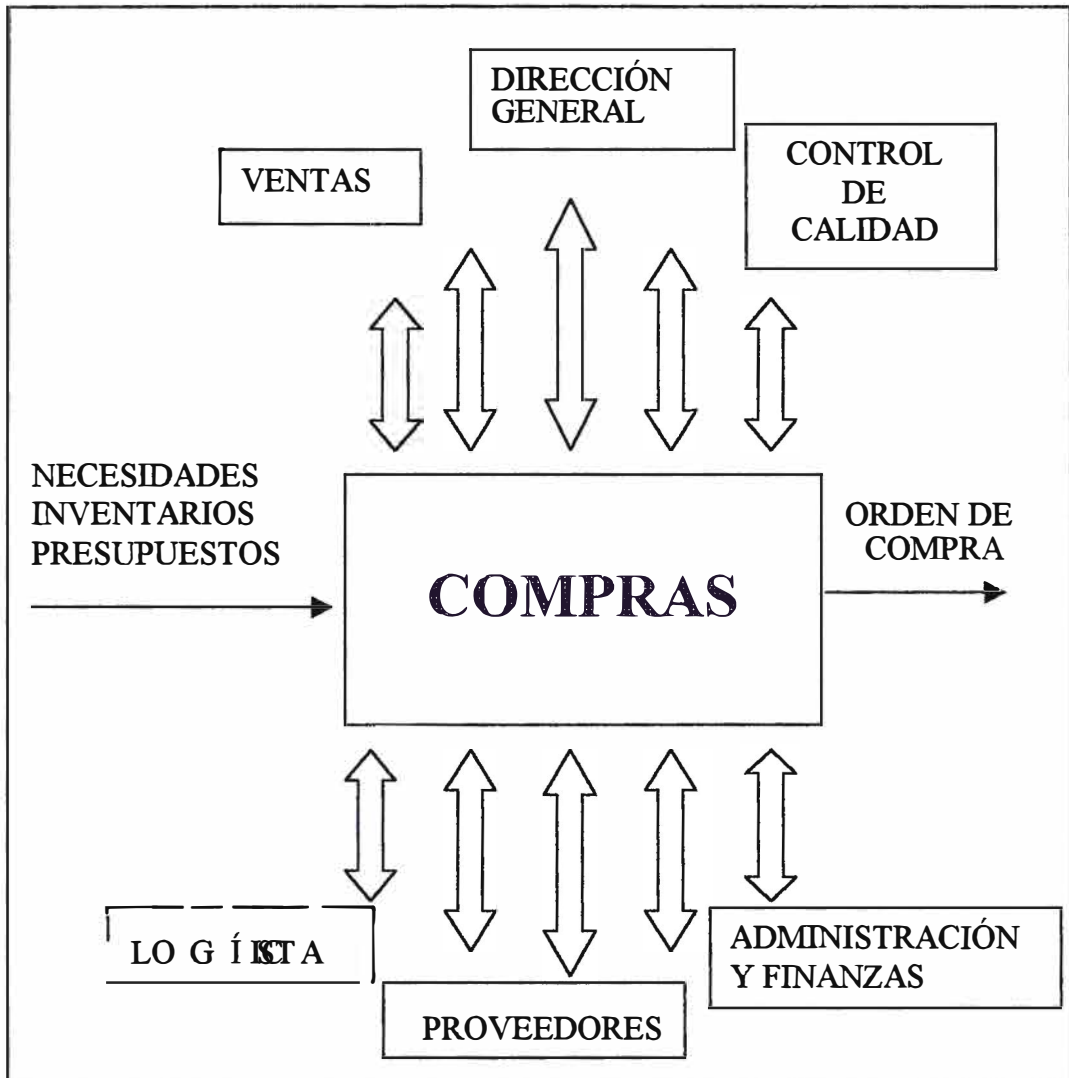 DIRECCIÓN
GENERAL
VENTAS
CONTROL
DE
CALIDAD
NECESIDADES
INVENTARIOS
PRESUPUESTOS
ORDEN DE
COMPRA
COMPRAS
ADMINISTRACIÓN
Y FINANZAS
PROVEEDORES